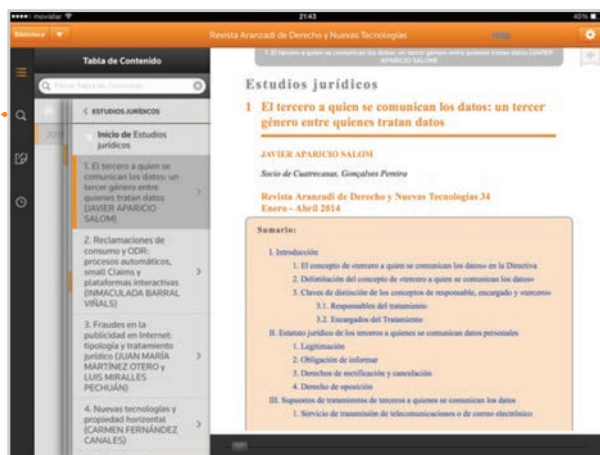 movistar
21:43
40%
Biblioteca
Revista Aranzadi de Derecho y Nuevas Tecnologías
Tabla de Contenido
Filtrar Tabla de Contenidos
ESTUDIOS JURÍDICOS
Inicio de Estudios
jurídicos
1. El tercero a quien se
comunican los datos: un
tercer género entre
quienes tratan datos
(JAVIER APARICIO
SALOM)
2. Reclamaciones de
consumo y ODR:
procesos automáticos,
small Claims y
plataformas interactivas
(INMACULADA BARRAL
VIÑALS)
3. Fraudes en la
publicidad en Internet:
tipología y tratamiento
jurídico (JUAN MARÍA
MARTÍNEZ OTERO y
LUIS MIRALLES
PECHUÁN)
4. Nuevas tecnologías y
propiedad horizontal
(CARMEN FERNÁNDEZ
CANALES)
1. El tercero a quien se comunican los datos: un tercer género entre quienes tratan datos (JAVIER
APARICIO SALOM)
Estudios jurídicos
1 El tercero a quien se comunican los datos: un tercer
género entre quienes tratan datos
JAVIER APARICIO SALOM
Socio de Cuatrecasas, Gonçalves Pereira
Revista Aranzadi de Derecho y Nuevas Tecnologías 34
Enero - Abril 2014
Sumario:
I. Introducción
1. El concepto de «tercero a quien se comunican los datos» en la Directiva
2. Delimitación del concepto de «tercero a quien se comunican los datos»
3. Claves de distinción de los conceptos de responsable, encargado y «tercero»
3.1. Responsables del tratamiento
3.2. Encargados del Tratamiento
II. Estatuto jurídico de los terceros a quienes se comunican datos personales
1. Legitimación
2. Obligación de informar
3. Derechos de rectificación y cancelación
4. Derecho de oposición
III. Supuestos de tratamientos de terceros a quienes se comunican los datos
1. Servicio de transmisión de telecomunicaciones o de correo electrónico